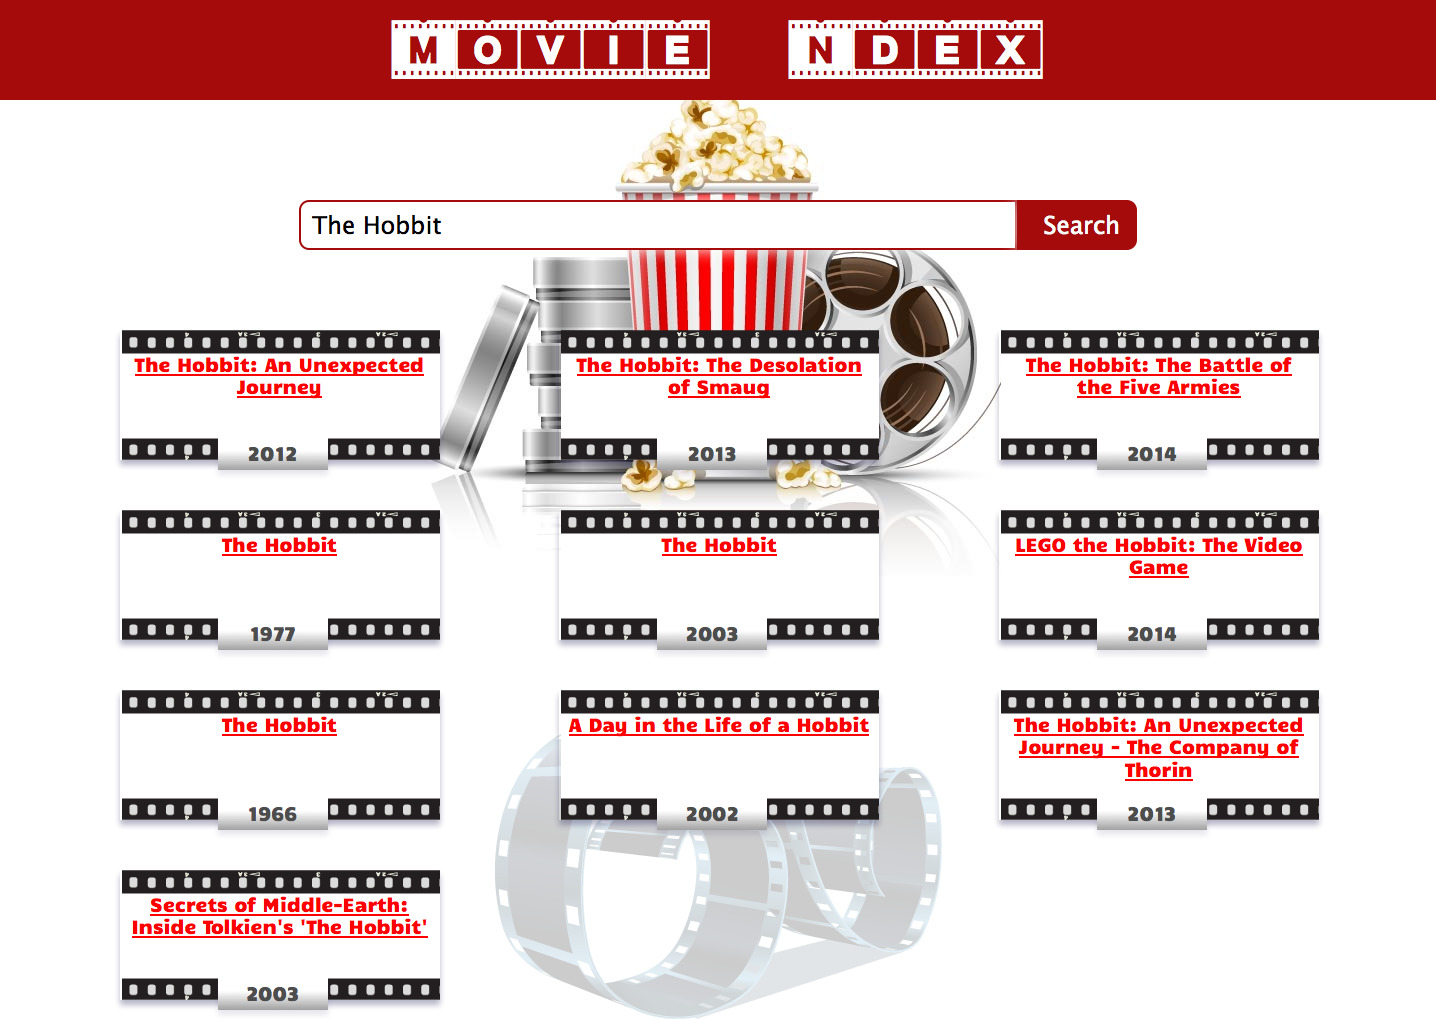 MOVIE NDEX
The Hobbit
Search
The Hobbit: An Unexpected
Journey
2012
The Hobbit: The Desolation
of Smaug
2013
The Hobbit: The Battle of
the Five Armies
2014
The Hobbit
1977
The Hobbit
2003
LEGO the Hobbit: The Video
Game
2014
The Hobbit
1966
A Day in the Life of a Hobbit
2002
The Hobbit: An Unexpected
Journey - The Company of
Thorin
2013
Secrets of Middle-Earth:
Inside Tolkien's 'The Hobbit'
2003